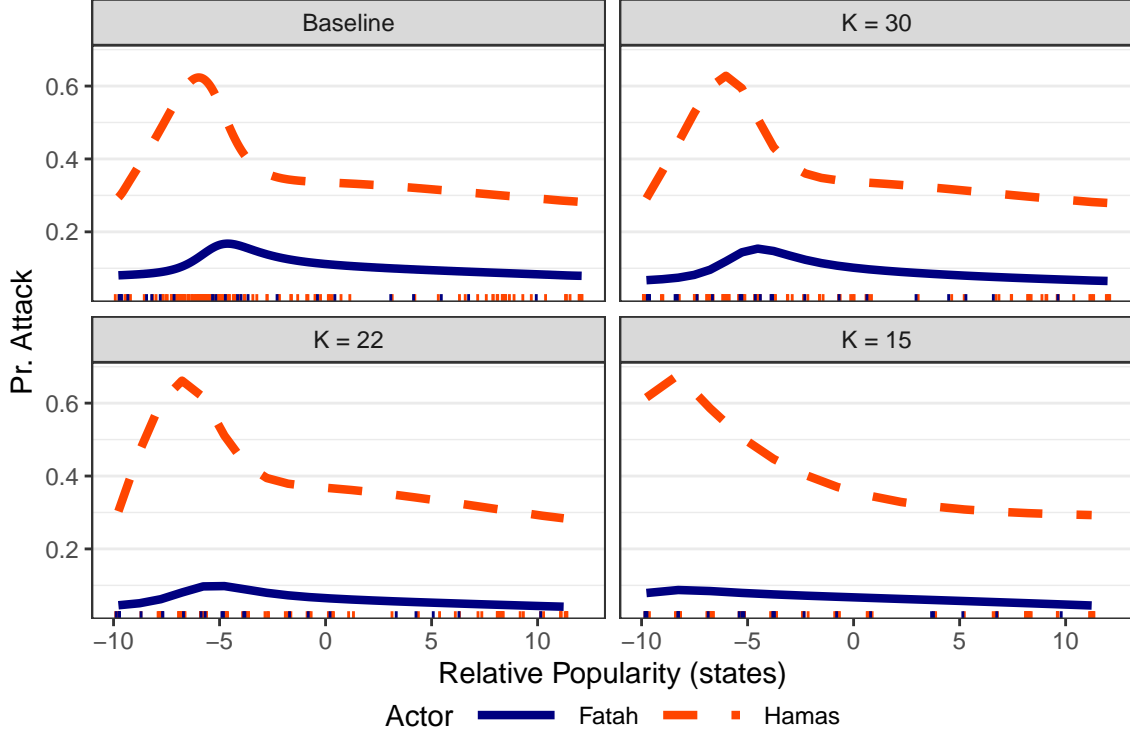 Baseline
K = 30
Pr. Attack
0.6
0.4
0.2
K = 22
K = 15
0.6
0.4
0.2
−10 −5 0 5 10
−10 −5 0 5 10
Relative Popularity (states)
Actor Fatah Hamas